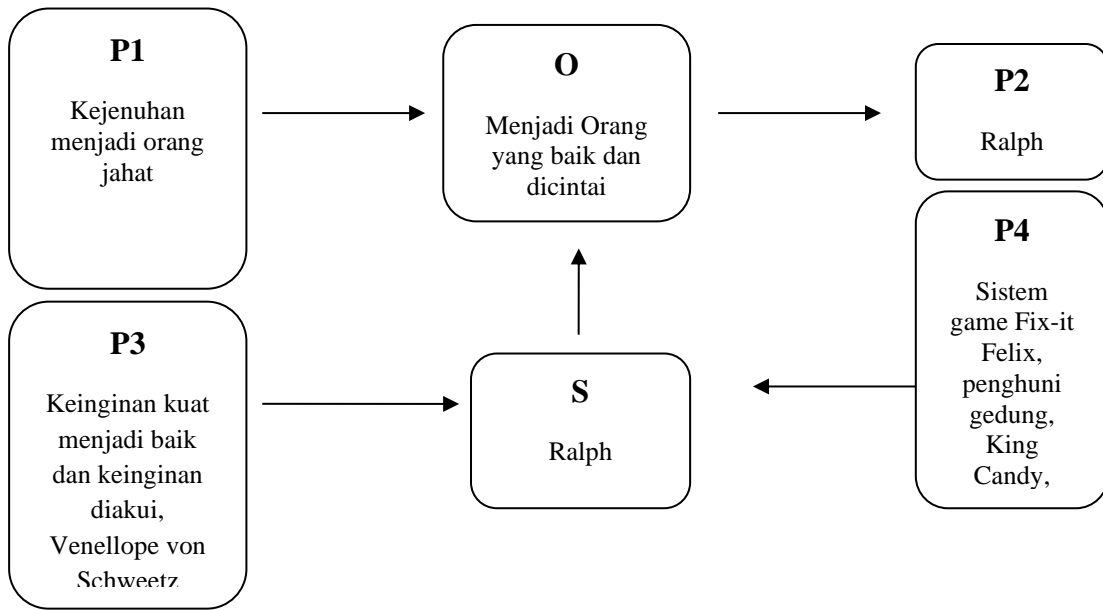 P1
Kejenuhan
menjadi orang
jahat
O
Menjadi Orang
yang baik dan
dicintai
P2
Ralph
P3
Keinginan kuat
menjadi baik
dan keinginan
diakui,
Venellope von
Schweetz
S
Ralph
P4
Sistem
game Fix-it
Felix,
penghuni
gedung,
King
Candy,